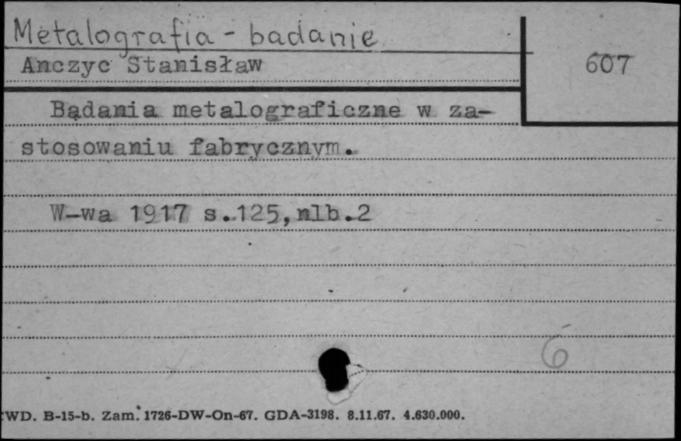 Metalografia - badanie
Anczyc Stanisław
607
Bądania metalograficzne w za-
stosowaniu fabrycznym.
W-wa 1917 s.125,nlb.2
6
WD. B-15-b. Zam. 1726-DW-On-67. GDA-3198. 8.11.67. 4.630.000.